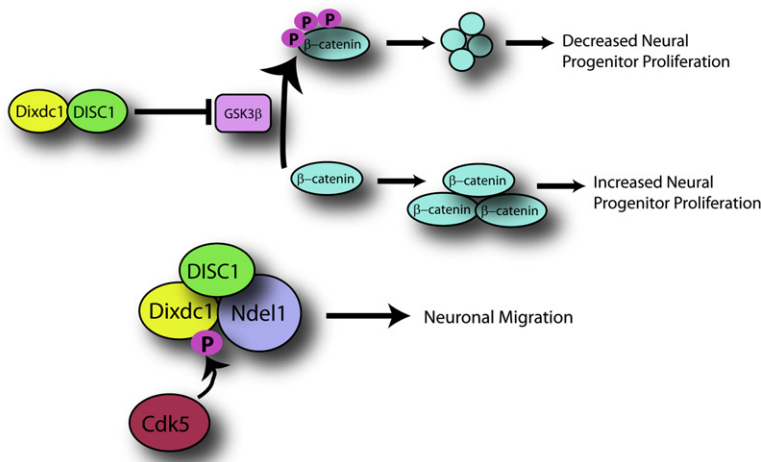 P P P
β–catenin
Decreased Neural
Progenitor Proliferation
Dixdc1 DISC1
GSK3β
β–catenin
β–catenin
β–catenin β–catenin
Increased Neural
Progenitor Proliferation
DISC1
Dixdc1 Ndel1
P
Neuronal Migration
Cdk5